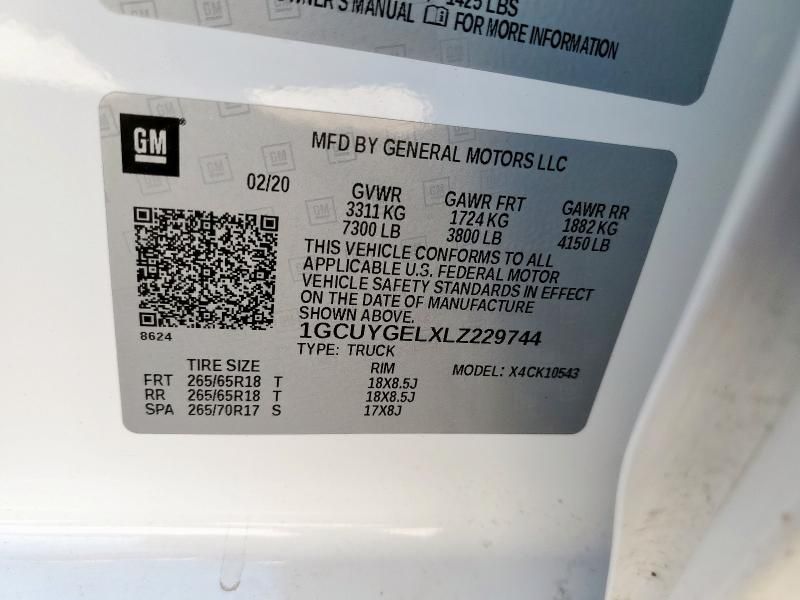 1425 LBS
OWNER'S MANUAL FOR MORE INFORMATION
GM
MFD BY GENERAL MOTORS LLC
02/20
GVWR GAWR FRT GAWR RR
3311 KG 1724 KG 1882 KG
7300 LB 3800 LB 4150 LB
THIS VEHICLE CONFORMS TO ALL
APPLICABLE U.S. FEDERAL MOTOR
VEHICLE SAFETY STANDARDS IN EFFECT
ON THE DATE OF MANUFACTURE
SHOWN ABOVE.
8624
1GCUYGELXLZ229744
TYPE: TRUCK
TIRE SIZE RIM MODEL: X4CK10543
FRT 265/65R18 T 18X8.5J
RR 265/65R18 T 18X8.5J
SPA 265/70R17 S 17X8J